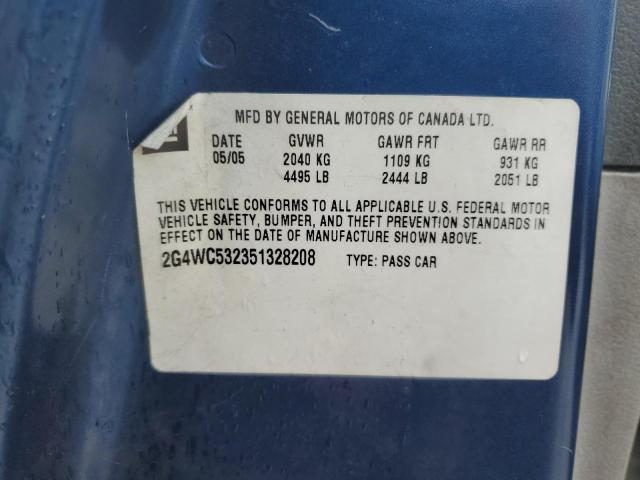 MFD BY GENERAL MOTORS OF CANADA LTD.
DATE GVWR GAWR FRT GAWR RR
05/05 2040 KG 1109 KG 931 KG
4495 LB 2444 LB 2051 LB
THIS VEHICLE CONFORMS TO ALL APPLICABLE U.S. FEDERAL MOTOR
VEHICLE SAFETY, BUMPER, AND THEFT PREVENTION STANDARDS IN
EFFECT ON THE DATE OF MANUFACTURE SHOWN ABOVE.
2G4WC532351328208 TYPE: PASS CAR